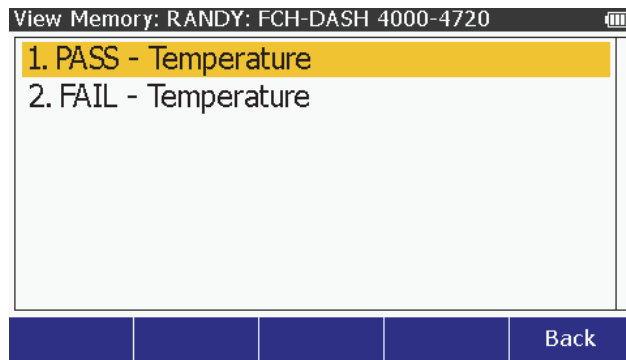 View Memory: RANDY: FCH-DASH 4000-4720
1. PASS - Temperature
2. FAIL - Temperature
Back